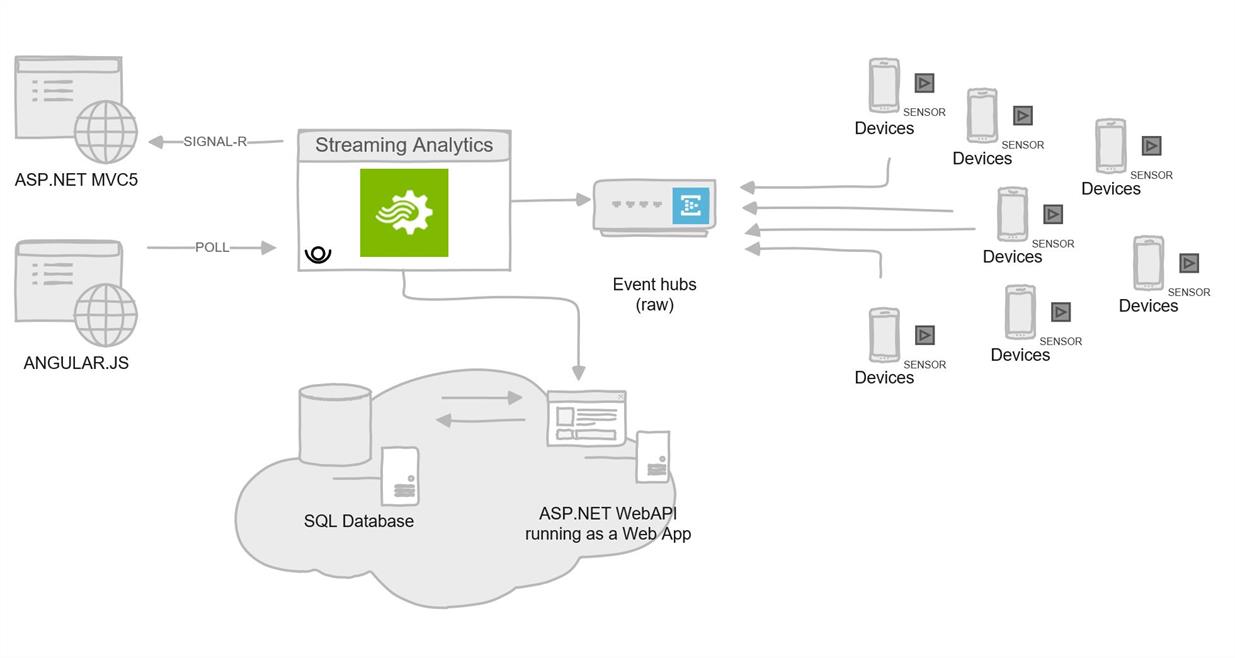 ASP.NET MVC5
SIGNAL-R
Streaming Analytics
ANGULAR.JS
POLL
Event hubs
(raw)
SENSOR
Devices
SENSOR
Devices
SENSOR
Devices
SENSOR
Devices
SENSOR
Devices
SENSOR
Devices
SENSOR
Devices
SQL Database
ASP.NET WebAPI
running as a Web App